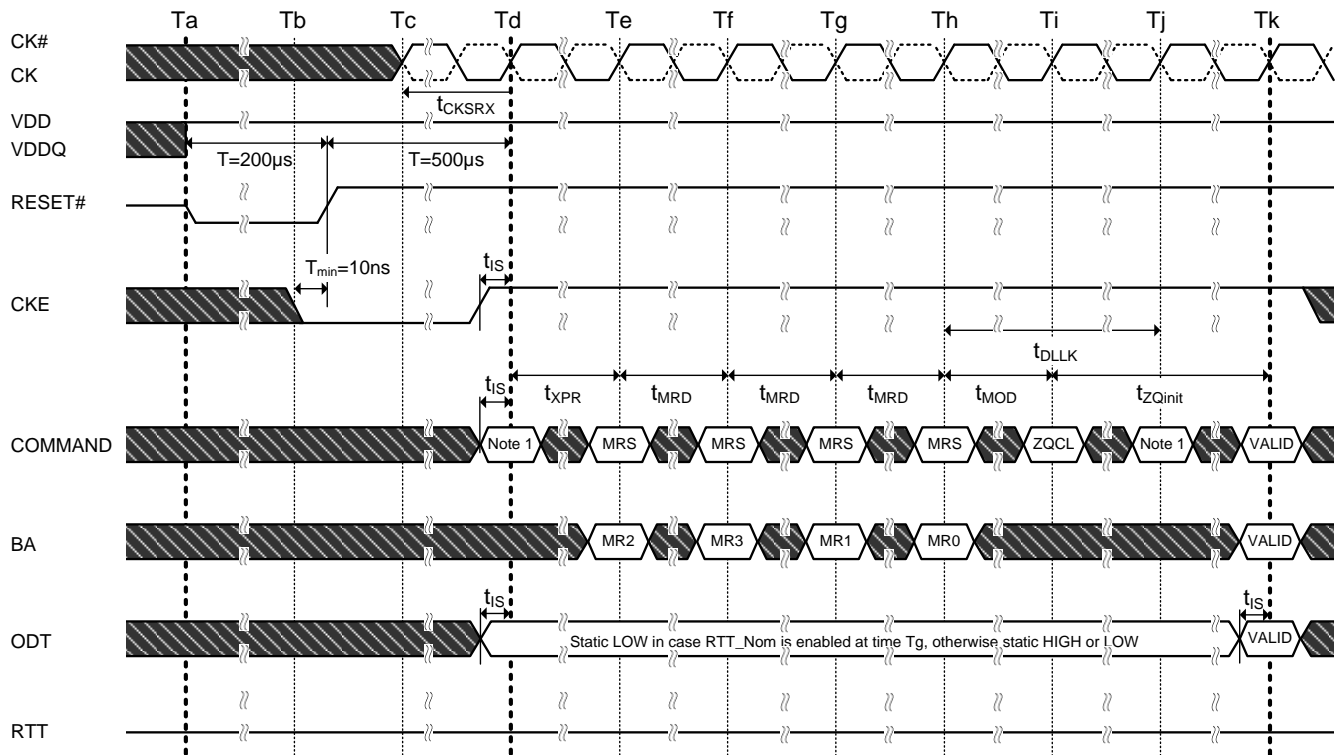 Ta Tb Tc Td Te Tf Tg Th Ti Tj Tk
CK#
CK
tCKSRX
VDD
VDDQ
T=200µs T=500µs
RESET#
Tmin=10ns tIS
CKE
tDLLK
tIS tXPR tMRD tMRD tMRD tMOD tZQinit
COMMAND Note 1 MRS MRS MRS MRS ZQCL Note 1 VALID
BA MR2 MR3 MR1 MR0 VALID
tIS tIS
ODT Static LOW in case RTT_Nom is enabled at time Tg, otherwise static HIGH or LOW VALID
RTT